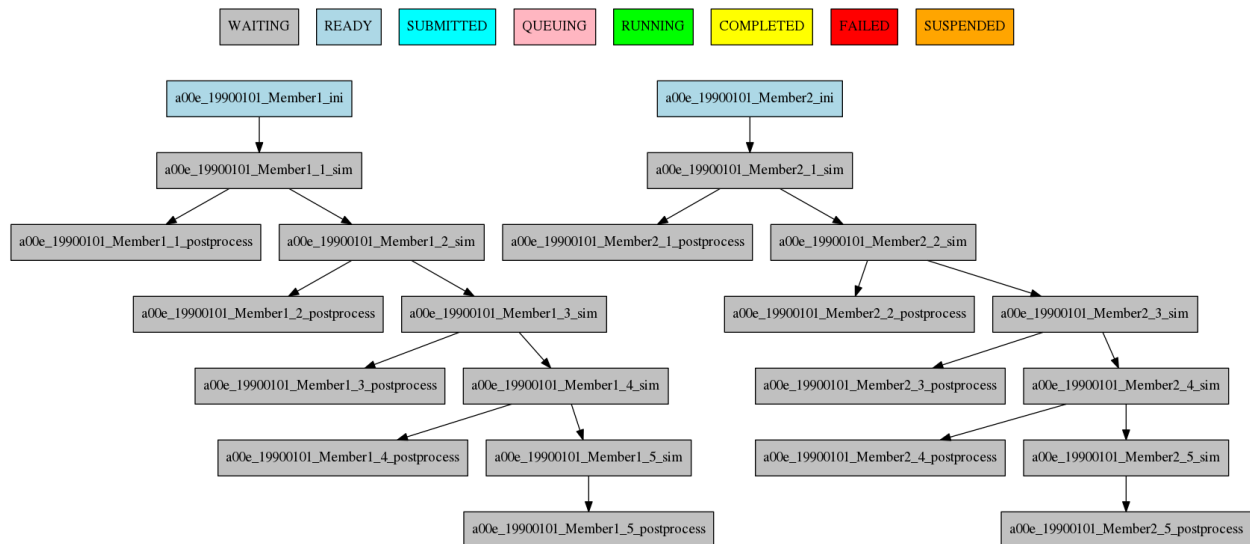 WAITING READY SUBMITTED QUEUING RUNNING COMPLETED FAILED SUSPENDED
a00e_19900101_Member1_ini a00e_19900101_Member2_ini
a00e_19900101_Member1_1_sim a00e_19900101_Member2_1_sim
a00e_19900101_Member1_1_postprocess a00e_19900101_Member1_2_sim a00e_19900101_Member2_1_postprocess a00e_19900101_Member2_2_sim
a00e_19900101_Member1_2_postprocess a00e_19900101_Member1_3_sim a00e_19900101_Member2_2_postprocess a00e_19900101_Member2_3_sim
a00e_19900101_Member1_3_postprocess a00e_19900101_Member1_4_sim a00e_19900101_Member2_3_postprocess a00e_19900101_Member2_4_sim
a00e_19900101_Member1_4_postprocess a00e_19900101_Member1_5_sim a00e_19900101_Member2_4_postprocess a00e_19900101_Member2_5_sim
a00e_19900101_Member1_5_postprocess a00e_19900101_Member2_5_postprocess